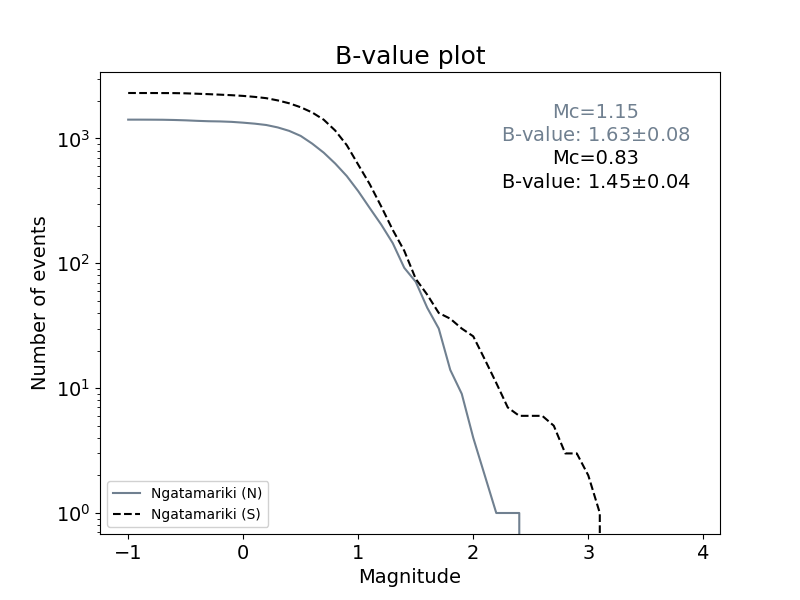 B-value plot
Mc=1.15
B-value: 1.63±0.08
Mc=0.83
B-value: 1.45±0.04
Number of events
10³
10²
10¹
10⁰
Ngatamariki (N)
Ngatamariki (S)
−1 0 1 2 3 4
Magnitude